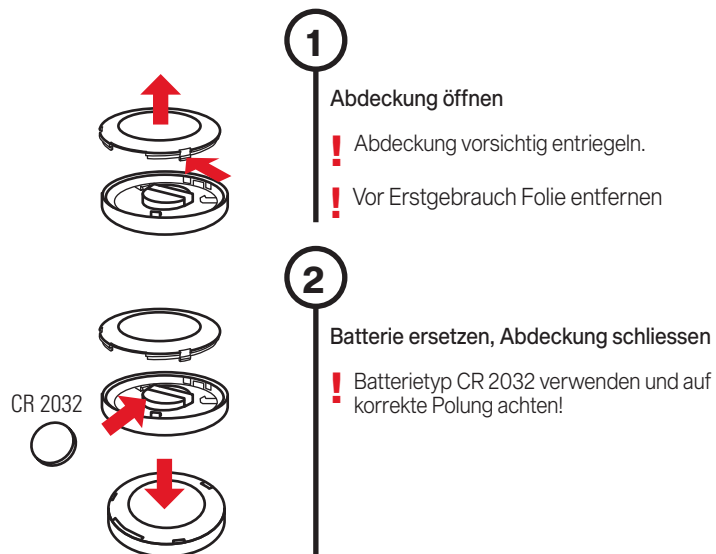 1
Abdeckung öffnen
! Abdeckung vorsichtig entriegeln.
! Vor Erstgebrauch Folie entfernen
2
Batterie ersetzen, Abdeckung schliessen
! Batterietyp CR 2032 verwenden und auf
korrekte Polung achten!
CR 2032